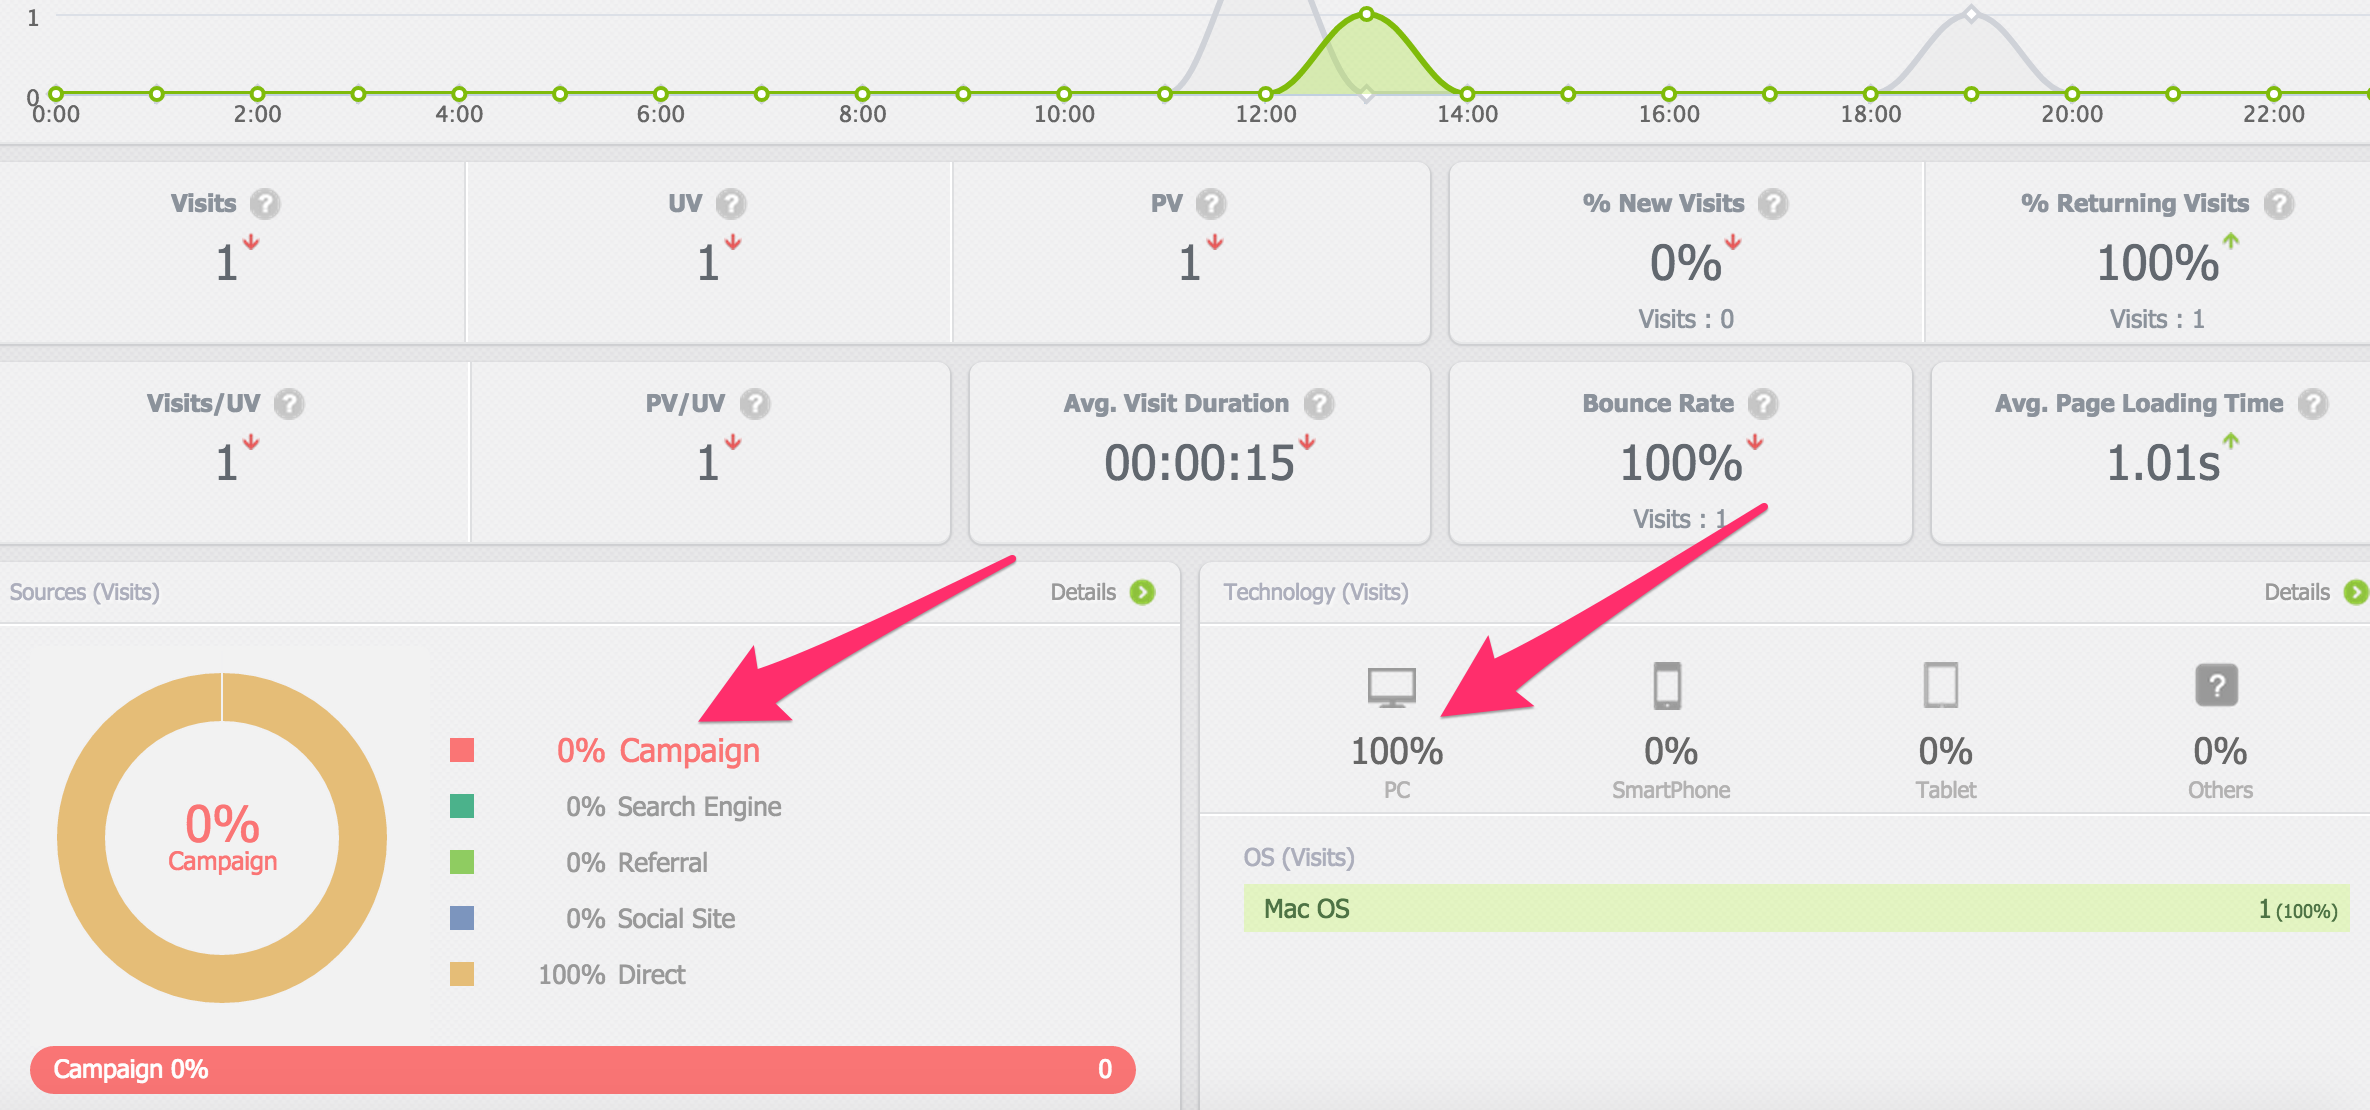 1
0
0:00 2:00 4:00 6:00 8:00 10:00 12:00 14:00 16:00 18:00 20:00 22:00
Visits ? UV ? PV ? % New Visits ? % Returning Visits ?
1 1 1 0% 100%
Visits : 0 Visits : 1
Visits/UV ? PV/UV ? Avg. Visit Duration ? Bounce Rate ? Avg. Page Loading Time ?
1 1 00:00:15 100% 1.01s
Visits : 1
Sources (Visits) Details
0%
Campaign
0% Campaign
0% Search Engine
0% Referral
0% Social Site
100% Direct
Campaign 0% 0
Technology (Visits) Details
?
100% 0% 0% 0%
PC SmartPhone Tablet Others
OS (Visits)
Mac OS 1 (100%)